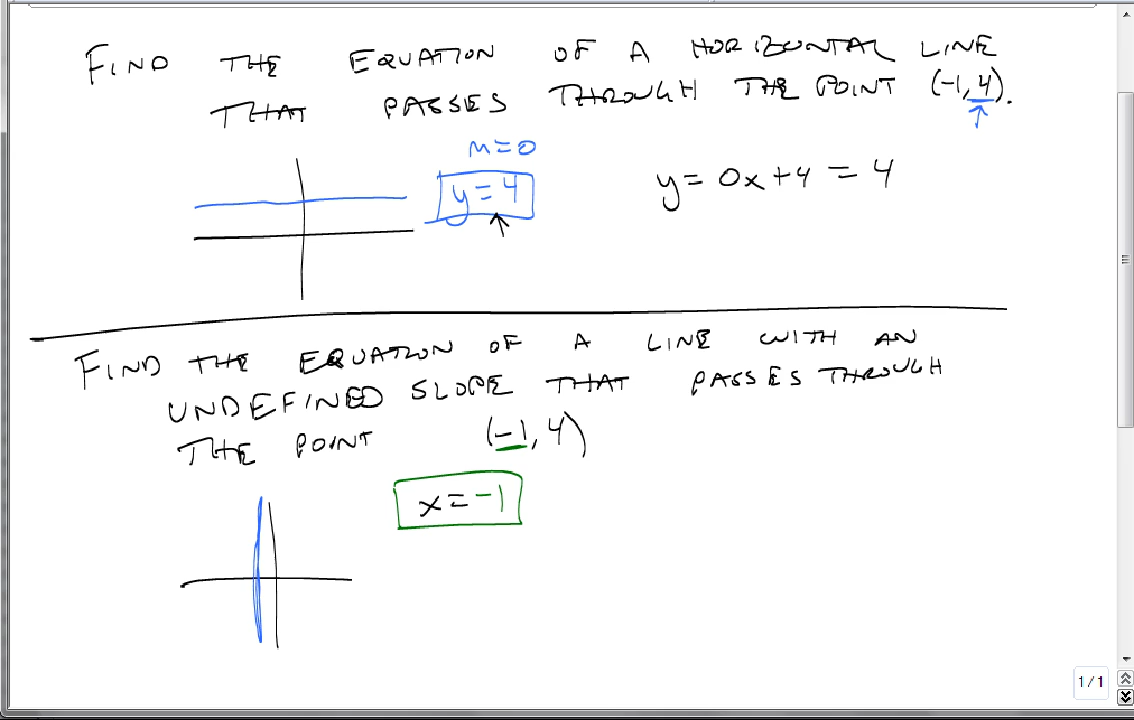 FIND THE EQUATION OF A HORIZONTAL LINE
THAT PASSES THROUGH THE POINT (-1,4).
m=0
y=4
y= 0x+4 = 4
FIND THE EQUATION OF A LINE WITH AN
UNDEFINED SLOPE THAT PASSES THROUGH
THE POINT (-1,4)
x=-1
1/1